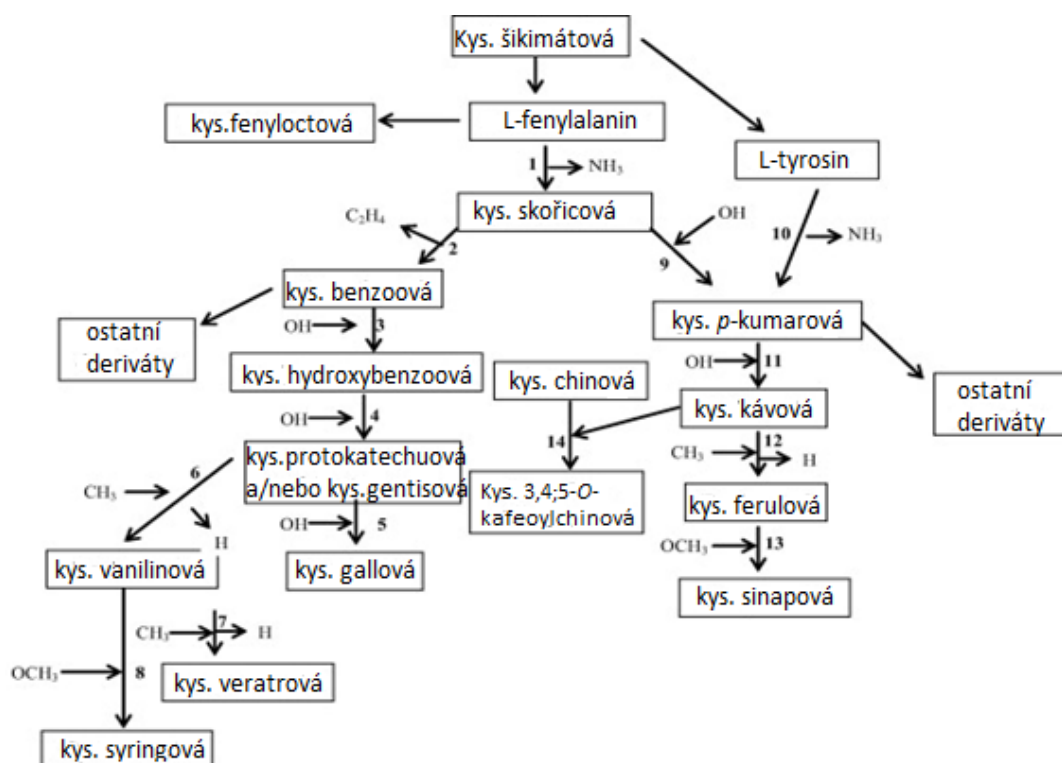 Kys. šikimátová
kys.fenyloctová
L-fenylalanin
L-tyrosin
1
NH₃
kys. skořicová
C₂H₄
2
OH
9
10
NH₃
kys. benzoová
OH
3
kys. p-kumarová
ostatní
deriváty
kys. hydroxybenzoová
kys. chinová
OH
11
ostatní
deriváty
OH
4
kys. kávová
14
CH₃
12
H
kys.protokatechuová
a/nebo kys.gentisová
6
CH₃
H
Kys. 3,4;5-O-
kafeoylchinová
kys. ferulová
OH
5
OCH₃
13
kys. vanilinová
kys. gallová
kys. sinapová
CH₃
7
H
OCH₃
8
kys. veratrová
kys. syringová